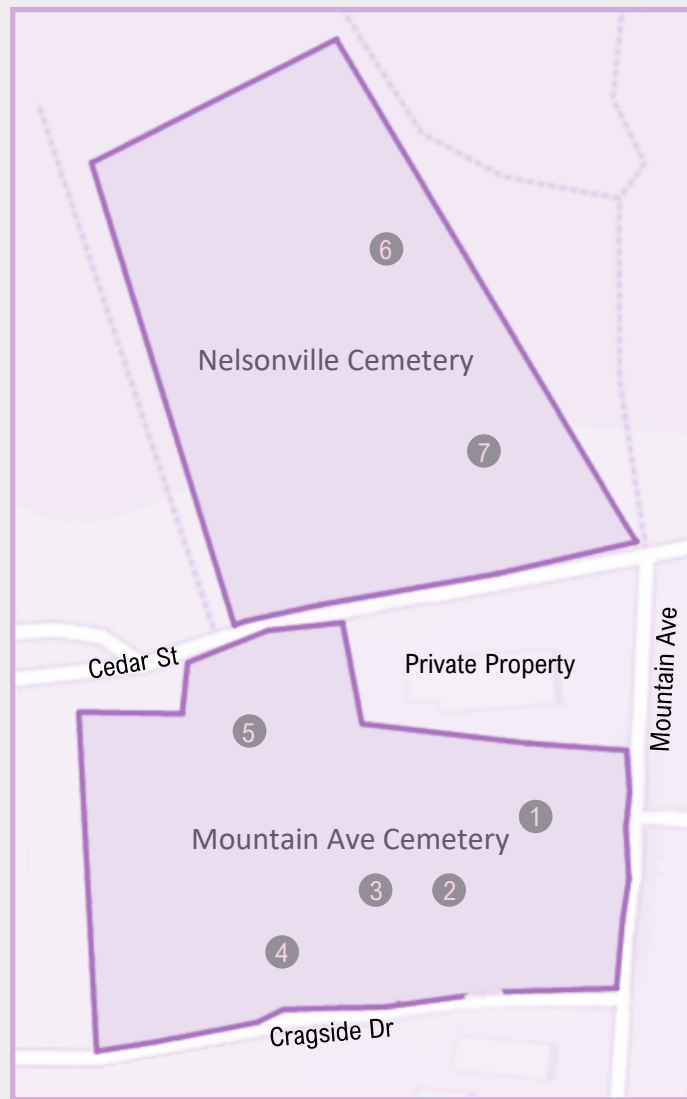 6
Nelsonville Cemetery
7
Mountain Ave
Cedar St
Private Property
5
1
Mountain Ave Cemetery
3
2
4
Cragside Dr